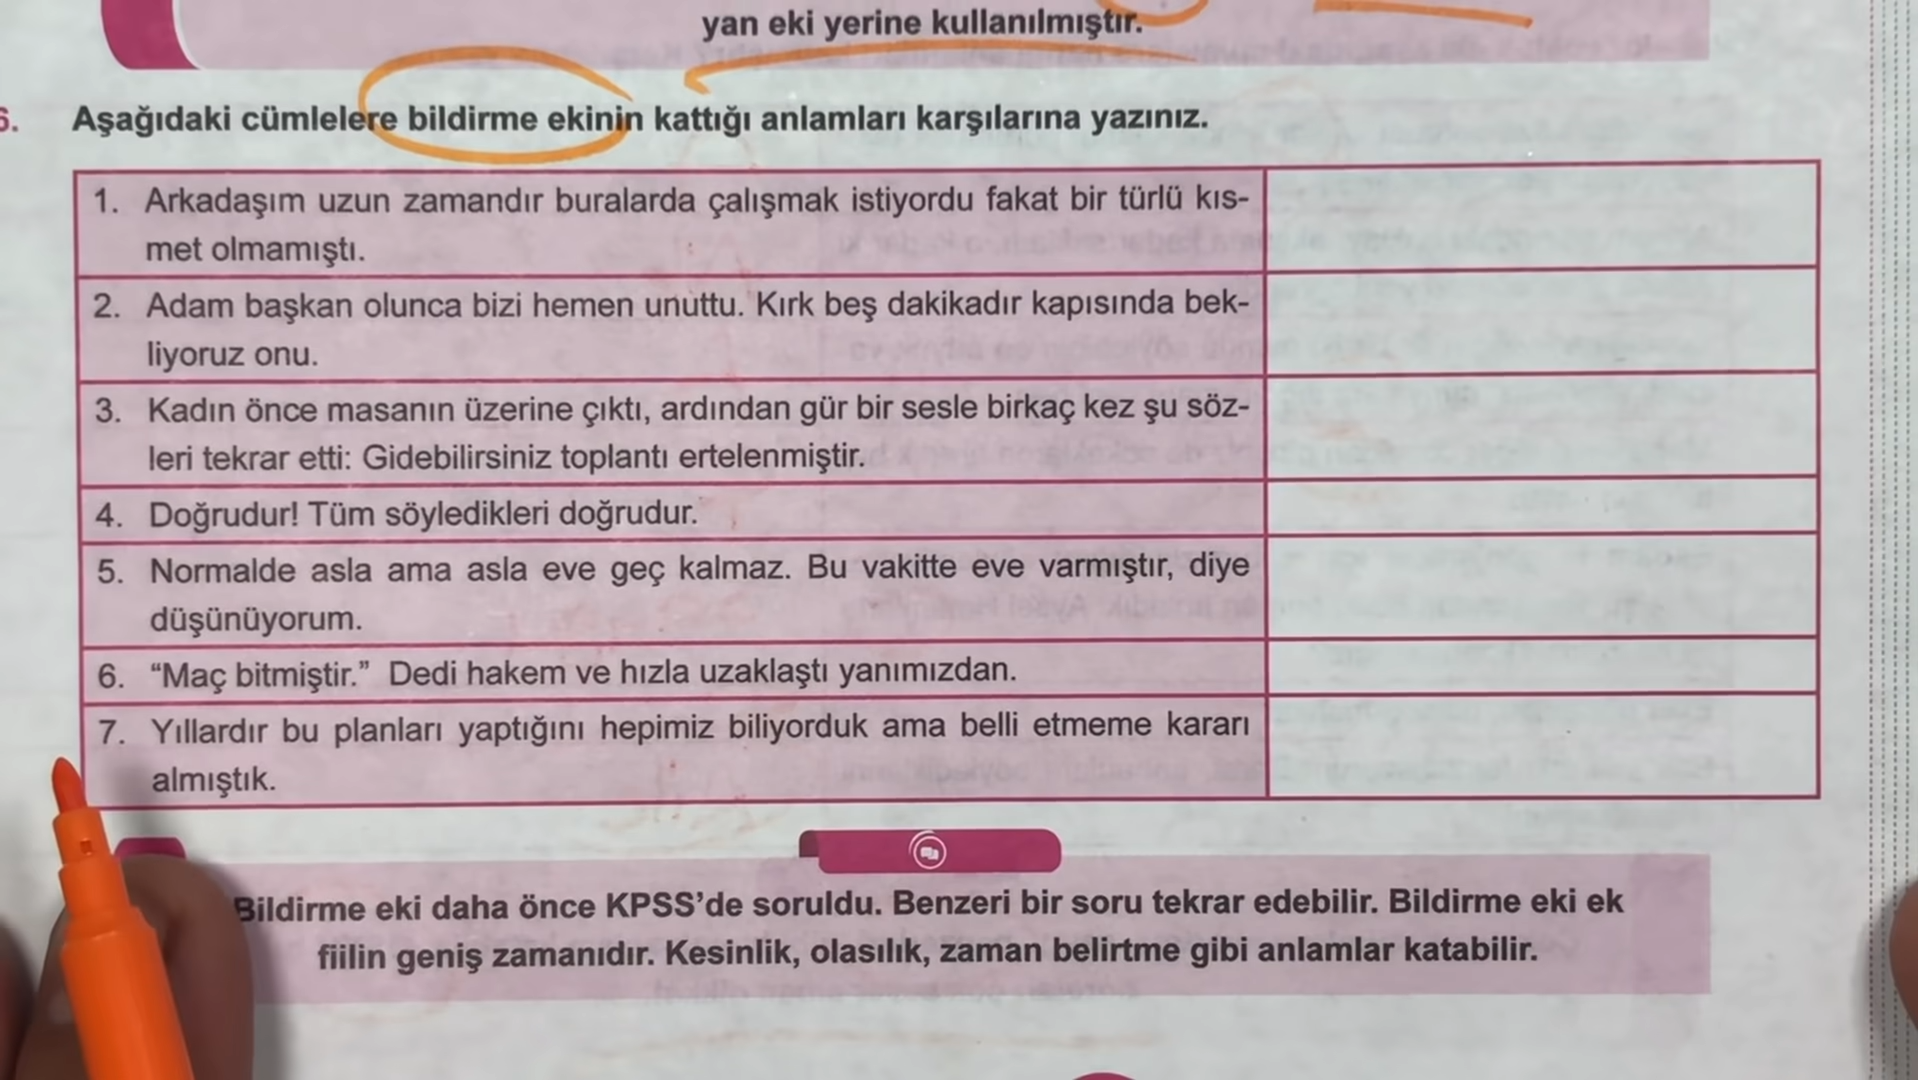 yan eki yerine kullanılmıştır.
6. Aşağıdaki cümlelere bildirme ekinin kattığı anlamları karşılarına yazınız.
1. Arkadaşım uzun zamandır buralarda çalışmak istiyordu fakat bir türlü kıs-
met olmamıştı.
2. Adam başkan olunca bizi hemen unuttu. Kırk beş dakikadır kapısında bek-
liyoruz onu.
3. Kadın önce masanın üzerine çıktı, ardından gür bir sesle birkaç kez şu söz-
leri tekrar etti: Gidebilirsiniz toplantı ertelenmiştir.
4. Doğrudur! Tüm söyledikleri doğrudur.
5. Normalde asla ama asla eve geç kalmaz. Bu vakitte eve varmıştır, diye
düşünüyorum.
6. “Maç bitmiştir.” Dedi hakem ve hızla uzaklaştı yanımızdan.
7. Yıllardır bu planları yaptığını hepimiz biliyorduk ama belli etmeme kararı
almıştık.
Bildirme eki daha önce KPSS’de soruldu. Benzeri bir soru tekrar edebilir. Bildirme eki ek
fiilin geniş zamanıdır. Kesinlik, olasılık, zaman belirtme gibi anlamlar katabilir.